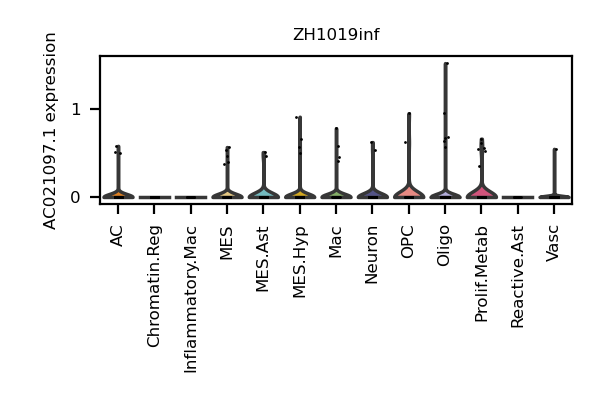 ZH1019inf
AC021097.1 expression
1
0
AC
Chromatin.Reg
Inflammatory.Mac
MES
MES.Ast
MES.Hyp
Mac
Neuron
OPC
Oligo
Prolif.Metab
Reactive.Ast
Vasc